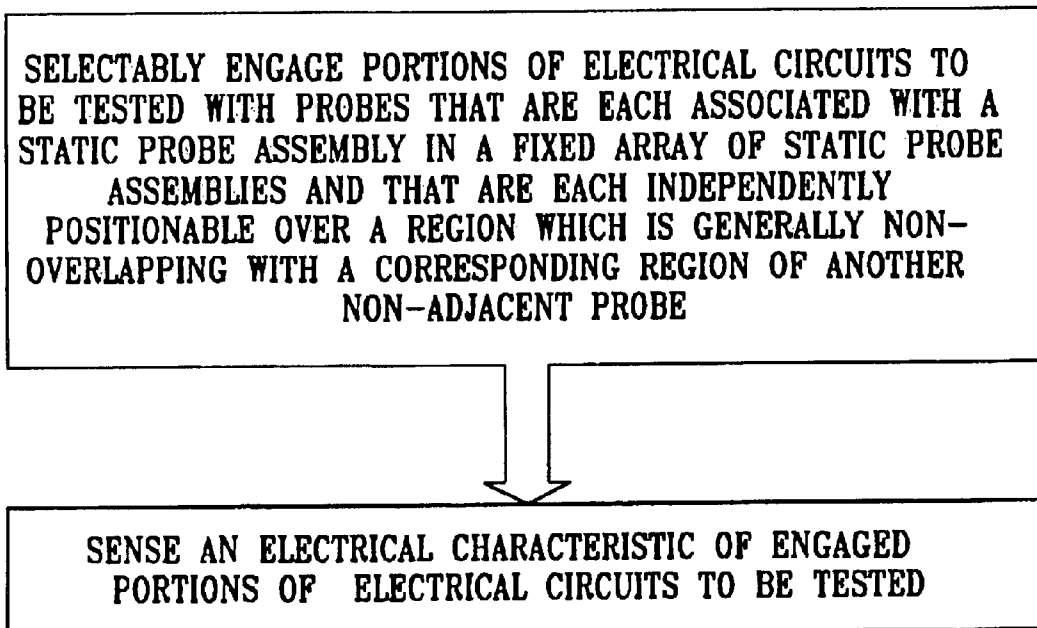 SELECTABLY ENGAGE PORTIONS OF ELECTRICAL CIRCUITS TO
BE TESTED WITH PROBES THAT ARE EACH ASSOCIATED WITH A
STATIC PROBE ASSEMBLY IN A FIXED ARRAY OF STATIC PROBE
ASSEMBLIES AND THAT ARE EACH INDEPENDENTLY
POSITIONABLE OVER A REGION WHICH IS GENERALLY NON-
OVERLAPPING WITH A CORRESPONDING REGION OF ANOTHER
NON-ADJACENT PROBE
SENSE AN ELECTRICAL CHARACTERISTIC OF ENGAGED
PORTIONS OF ELECTRICAL CIRCUITS TO BE TESTED